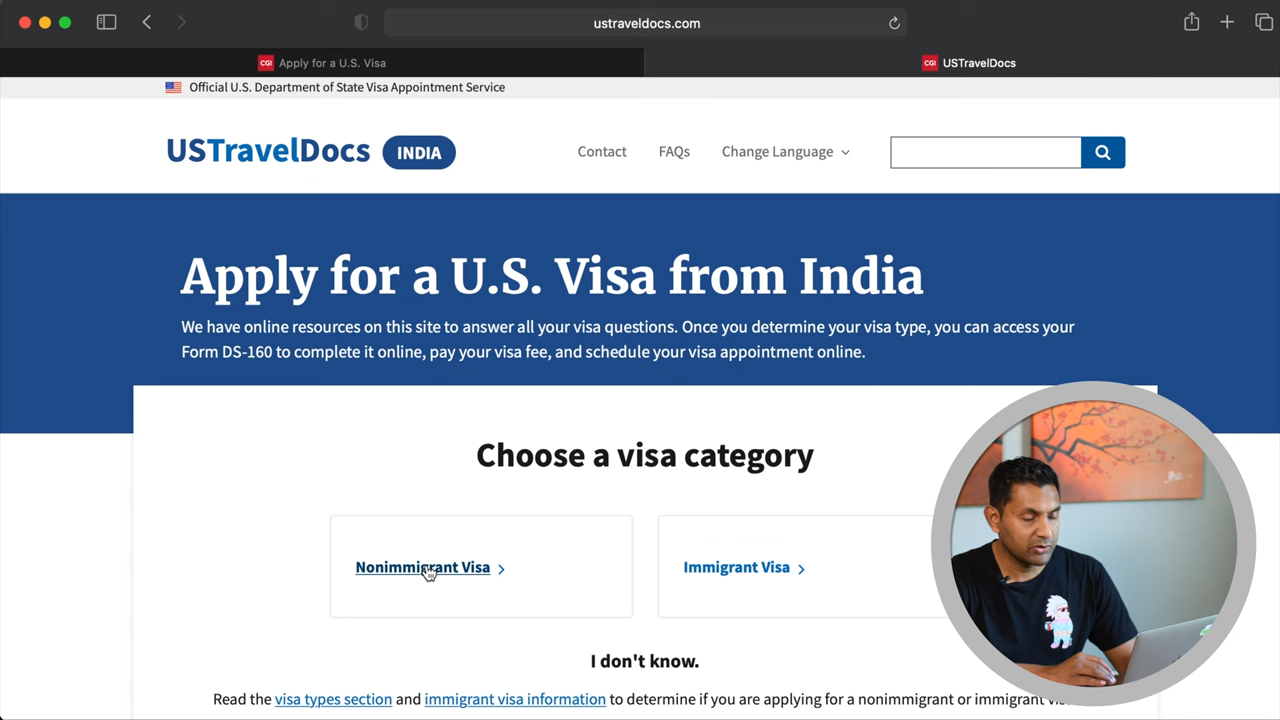 ustraveldocs.com
CGI Apply for a U.S. Visa
CGI USTravelDocs
Official U.S. Department of State Visa Appointment Service
USTravelDocs INDIA
Contact FAQs Change Language
Apply for a U.S. Visa from India
We have online resources on this site to answer all your visa questions. Once you determine your visa type, you can access your
Form DS-160 to complete it online, pay your visa fee, and schedule your visa appointment online.
Choose a visa category
Nonimmigrant Visa
Immigrant Visa
I don't know.
Read the visa types section and immigrant visa information to determine if you are applying for a nonimmigrant or immigrant